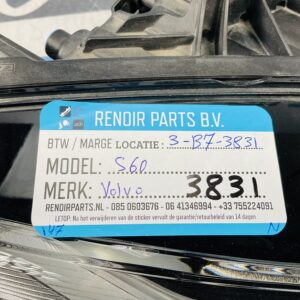 RENOIR PARTS B.V.
BTW / MARGE LOCATIE: 3-B7-3831
MODEL: S60
MERK: Volvo 3831
RENOIRPARTS.NL - 085 0603676 - 06 41346994 - +33 755224091
LETOP: Na het verwijderen van de sticker vervalt de garantie/retourbeleid van 14 dagen
N